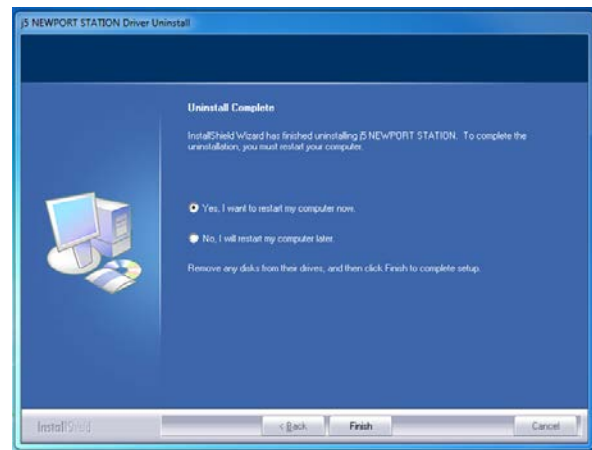 j5 NEWPORT STATION Driver Uninstall
Uninstall Complete
InstallShield Wizard has finished uninstalling j5 NEWPORT STATION. To complete the
uninstallation, you must restart your computer.
Yes, I want to restart my computer now.
No, I will restart my computer later.
Remove any disks from their drives, and then click Finish to complete setup.
InstallShield
< Back
Finish
Cancel